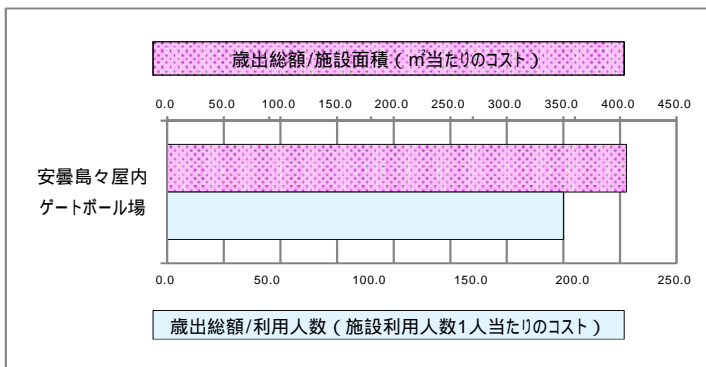 歳出総額/施設面積(㎡当たりのコスト)
0.0 50.0 100.0 150.0 200.0 250.0 300.0 350.0 400.0 450.0
安曇島々屋内
ゲートボール場
0.0 50.0 100.0 150.0 200.0 250.0
歳出総額/利用人数(施設利用人数1人当たりのコスト)